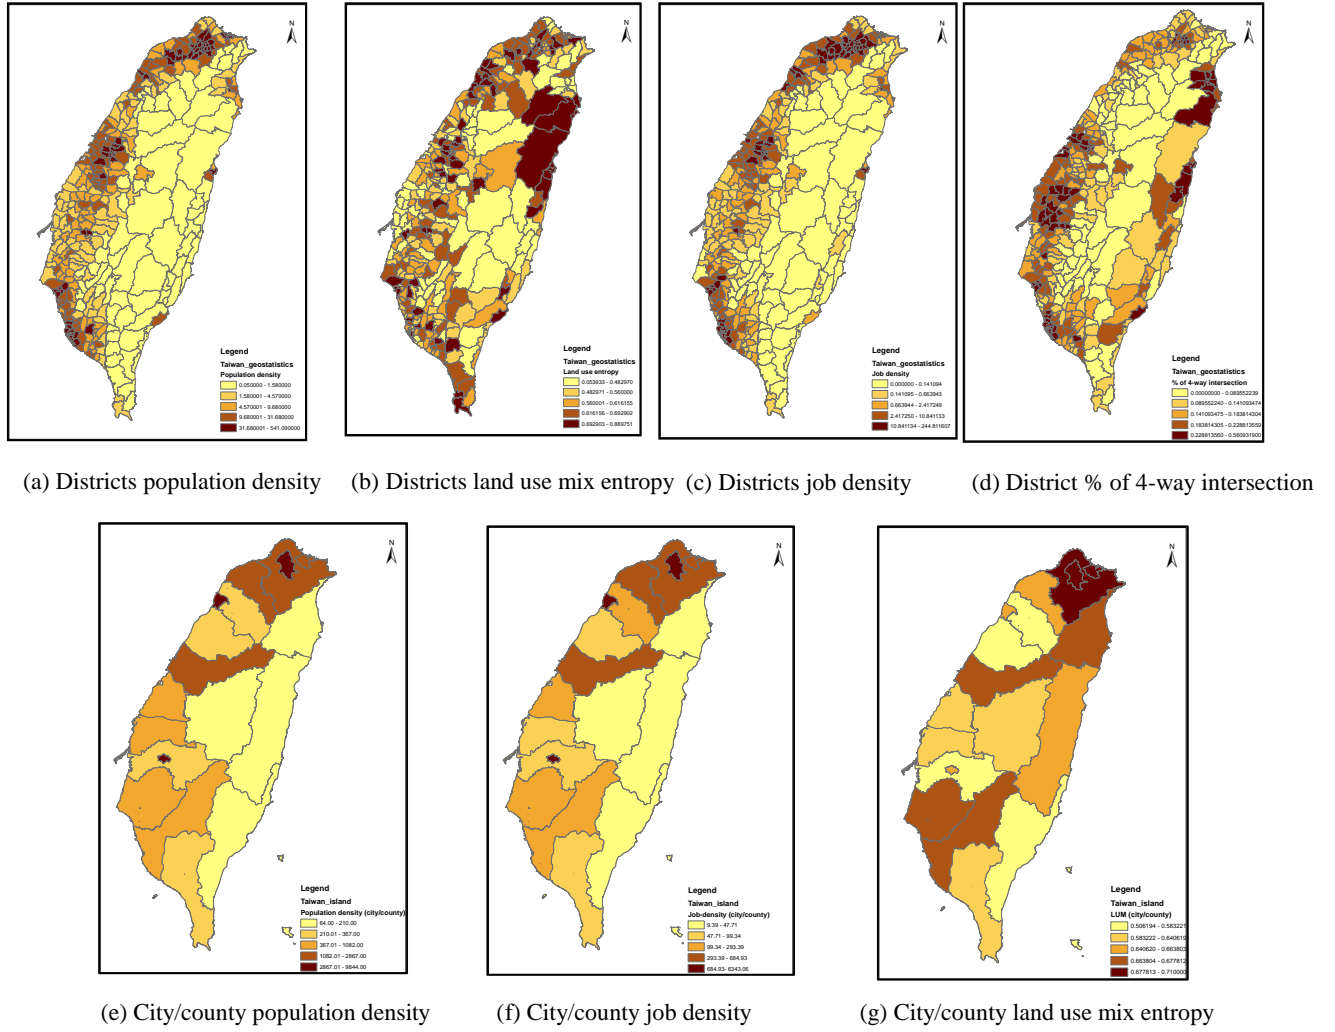 N
Legend
Taiwan_geostatistics
Population density
0.050000 - 1.580000
1.580001 - 4.570000
4.570001 - 9.680000
9.680001 - 31.680000
31.680001 - 541.090000
N
Legend
Taiwan_geostatistics
Land use entropy
0.053933 - 0.482970
0.482971 - 0.560000
0.560001 - 0.616155
0.616156 - 0.692902
0.692903 - 0.889751
N
Legend
Taiwan_geostatistics
Job density
0.000000 - 0.141094
0.141095 - 0.663943
0.663944 - 2.417249
2.417250 - 10.841133
10.841134 - 244.811607
N
Legend
Taiwan_geostatistics
% of 4-way intersection
0.00000000 - 0.089552239
0.089552240 - 0.141093474
0.141093475 - 0.183814304
0.183814305 - 0.228813559
0.228813560 - 0.560931900
(a) Districts population density
(b) Districts land use mix entropy
(c) Districts job density
(d) District % of 4-way intersection
N
Legend
Taiwan_island
Population density (city/county)
64.00 - 210.00
210.01 - 367.00
367.01 - 1082.00
1082.01 - 2867.00
2867.01 - 9844.00
N
Legend
Taiwan_island
Job-density (city/county)
9.39 - 47.71
47.71 - 99.34
99.34 - 293.39
293.39 - 684.93
684.93- 6343.06
N
Legend
Taiwan_island
LUM (city/county)
0.506194 - 0.583221
0.583222 - 0.640619
0.640620 - 0.663803
0.663804 - 0.677812
0.677813 - 0.710000
(e) City/county population density
(f) City/county job density
(g) City/county land use mix entropy